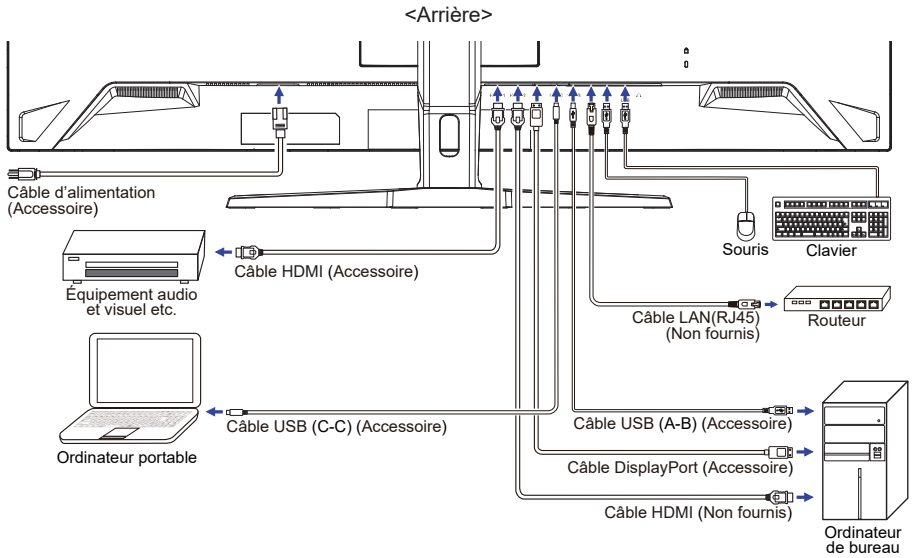 <Arrière>
Câble d'alimentation
(Accessoire)
Souris
Clavier
Câble HDMI (Accessoire)
Équipement audio
et visuel etc.
Câble LAN(RJ45)
(Non fournis)
Routeur
Câble USB (C-C) (Accessoire)
Câble USB (A-B) (Accessoire)
Ordinateur portable
Câble DisplayPort (Accessoire)
Câble HDMI (Non fournis)
Ordinateur
de bureau